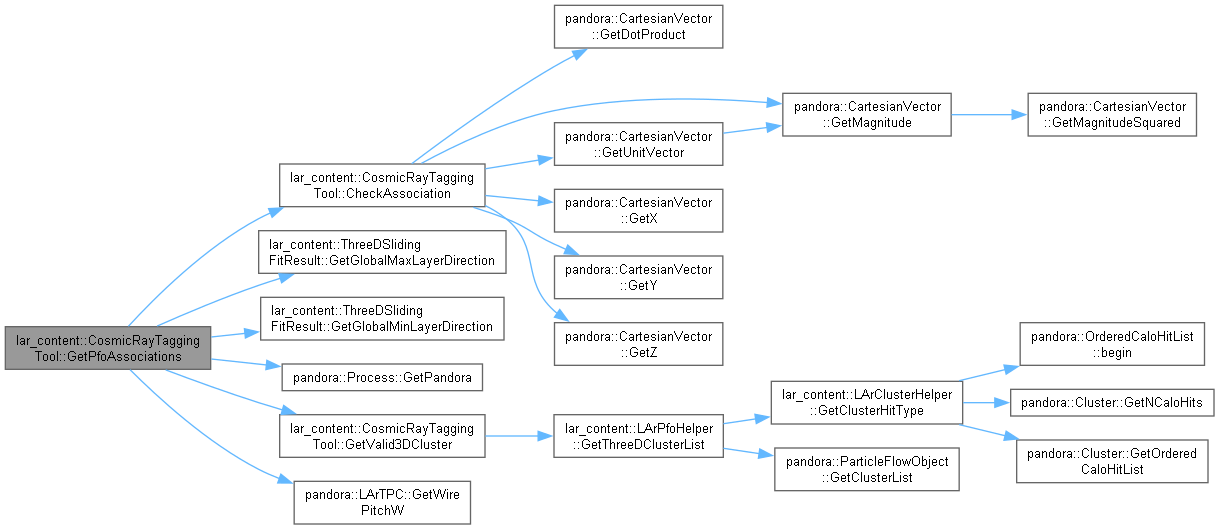 pandora::CartesianVector
::GetDotProduct
pandora::CartesianVector
::GetMagnitude
pandora::CartesianVector
::GetMagnitudeSquared
pandora::CartesianVector
::GetUnitVector
lar_content::CosmicRayTagging
Tool::CheckAssociation
pandora::CartesianVector
::GetX
lar_content::ThreeDSliding
FitResult::GetGlobalMaxLayerDirection
pandora::CartesianVector
::GetY
lar_content::ThreeDSliding
FitResult::GetGlobalMinLayerDirection
pandora::CartesianVector
::GetZ
lar_content::CosmicRayTagging
Tool::GetPfoAssociations
pandora::Process::GetPandora
pandora::OrderedCaloHitList
::begin
lar_content::CosmicRayTagging
Tool::GetValid3DCluster
lar_content::LArPfoHelper
::GetThreeDClusterList
lar_content::LArClusterHelper
::GetClusterHitType
pandora::Cluster::GetNCaloHits
pandora::Cluster::GetOrdered
CaloHitList
pandora::ParticleFlowObject
::GetClusterList
pandora::LArTPC::GetWire
PitchW